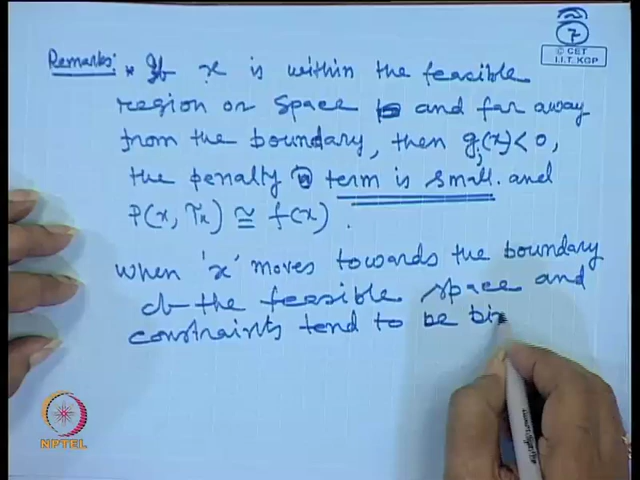 7
© CET
I.I.T. KGP
Remarks: * If x is within the feasible
region or space and far away
from the boundary, then gj(x) < 0,
the penalty term is small. and
P(x, rk) ≅ f(x).
When 'x' moves towards the boundary
of the feasible space and
constraints tend to be bin
NPTEL